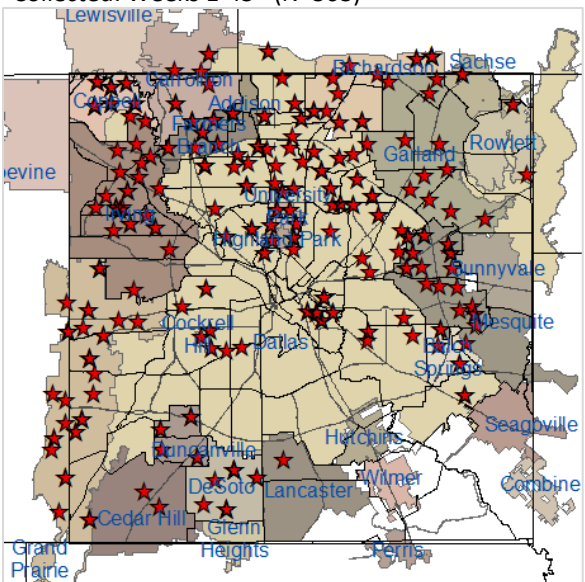 Lewisville
Richardson
Sachse
Carrollton
Coppell
Addison
Farmers
Branch
Rowlett
Garland
evine
University
Park
Irving
Highland Park
Sunnyvale
Mesquite
Cockrell
Hill
Dallas
Balch
Springs
Seagoville
Hutchins
Duncanville
DeSoto
Lancaster
Wilmer
Combine
Cedar Hill
Glenn
Heights
Grand
Prairie
Ferris